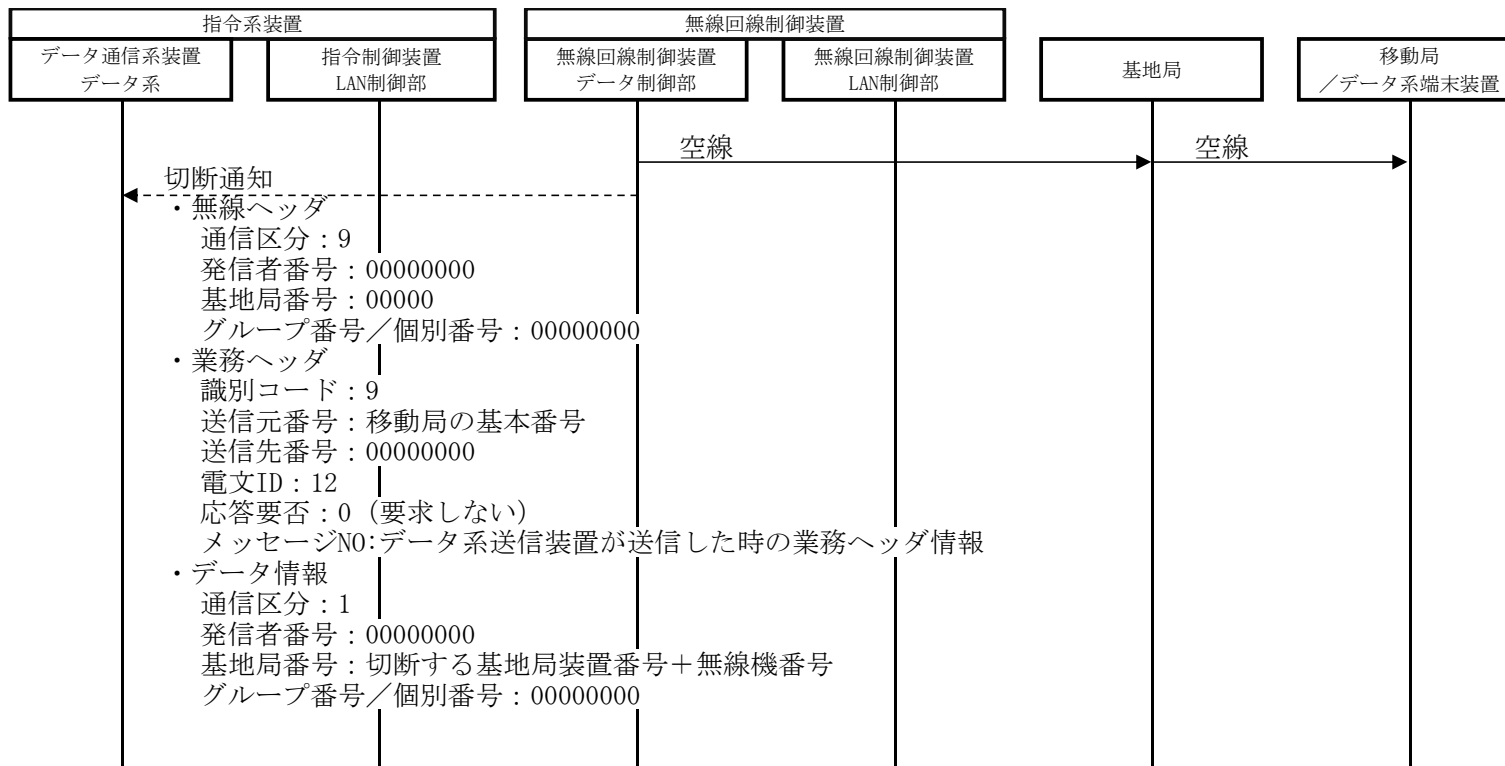 指令系装置
無線回線制御装置
データ通信系装置
データ系
指令制御装置
LAN制御部
無線回線制御装置
データ制御部
無線回線制御装置
LAN制御部
基地局
移動局
／データ系端末装置
空線
空線
切断通知
・無線ヘッダ
通信区分：9
発信者番号：00000000
基地局番号：00000
グループ番号／個別番号：00000000
・業務ヘッダ
識別コード：9
送信元番号：移動局の基本番号
送信先番号：00000000
電文ID：12
応答要否：0（要求しない）
メッセージNO:データ系送信装置が送信した時の業務ヘッダ情報
・データ情報
通信区分：1
発信者番号：00000000
基地局番号：切断する基地局装置番号＋無線機番号
グループ番号／個別番号：00000000